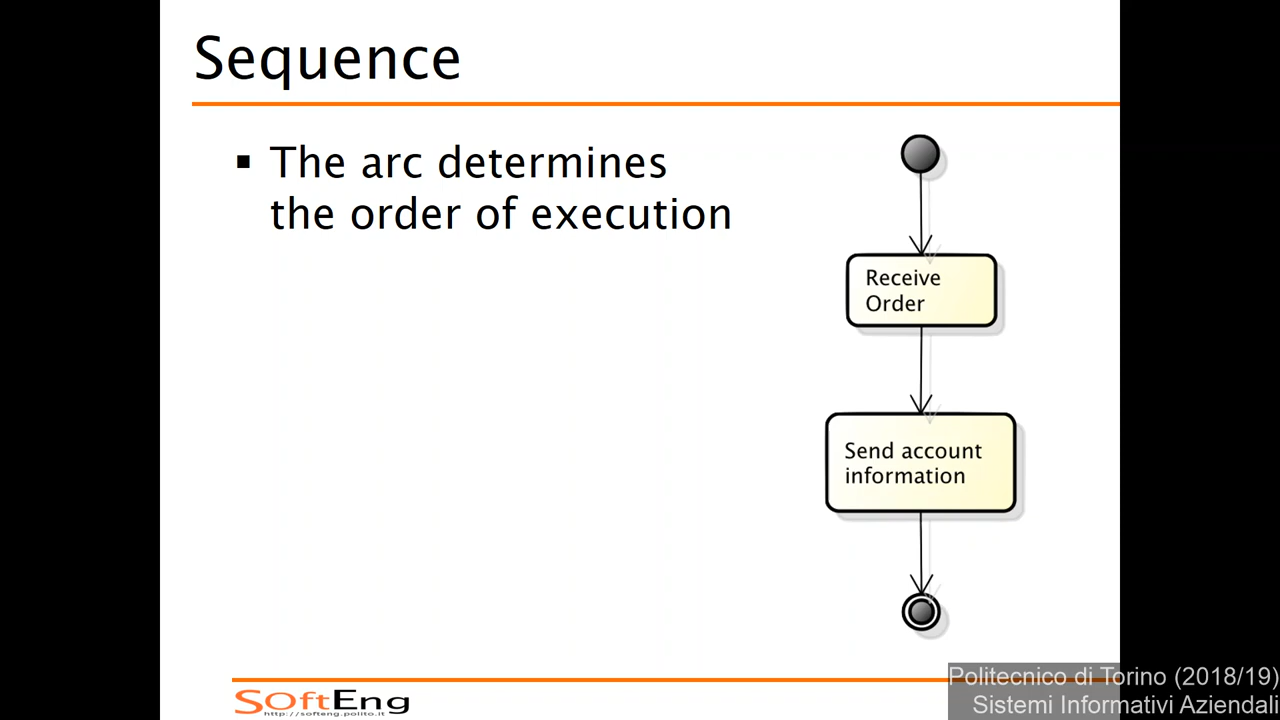 Sequence
▪ The arc determines
the order of execution
Receive
Order
Send account
information
SoftEng
http://softeng.polito.it
Politecnico di Torino (2018/19)
Sistemi Informativi Aziendali